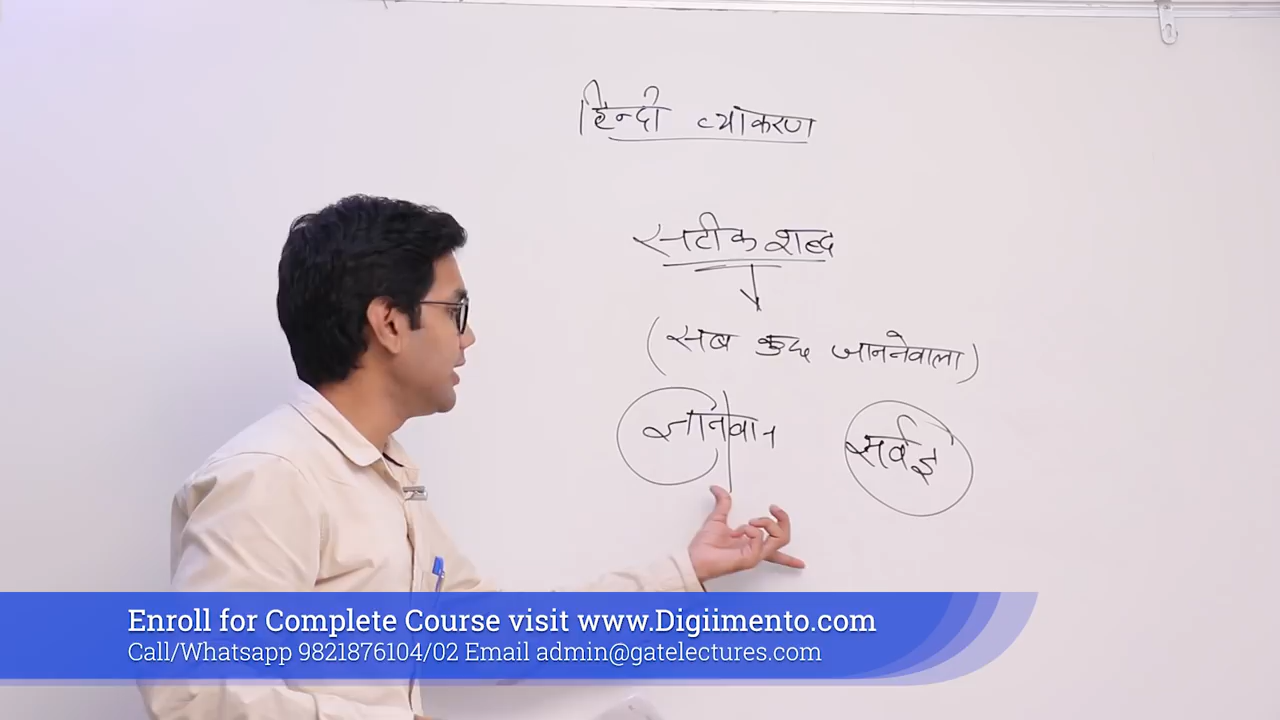 हिन्दी व्याकरण
सटीक शब्द
(सब कुछ जाननेवाला)
ज्ञानवान सर्वज्ञ
Enroll for Complete Course visit www.Digiimento.com
Call/Whatsapp 9821876104/02 Email admin@gatelectures.com